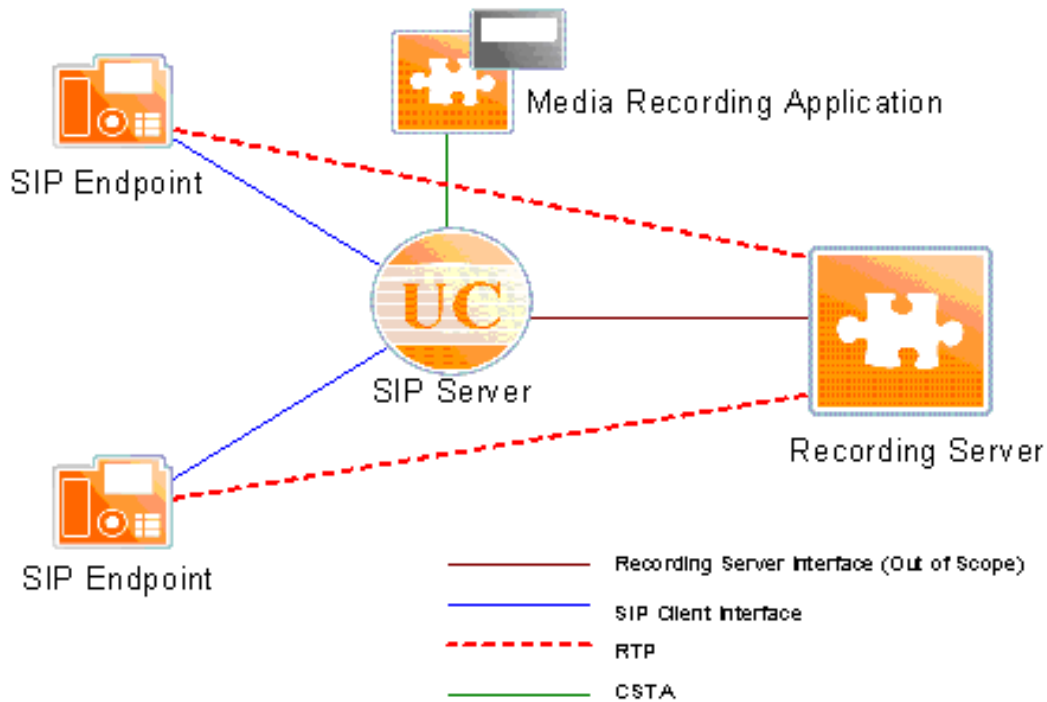 Media Recording Application
SIP Endpoint
UC
SIP Server
Recording Server
SIP Endpoint
Recording Server Interface (Out of Scope)
SIP Client Interface
RTP
CSTA